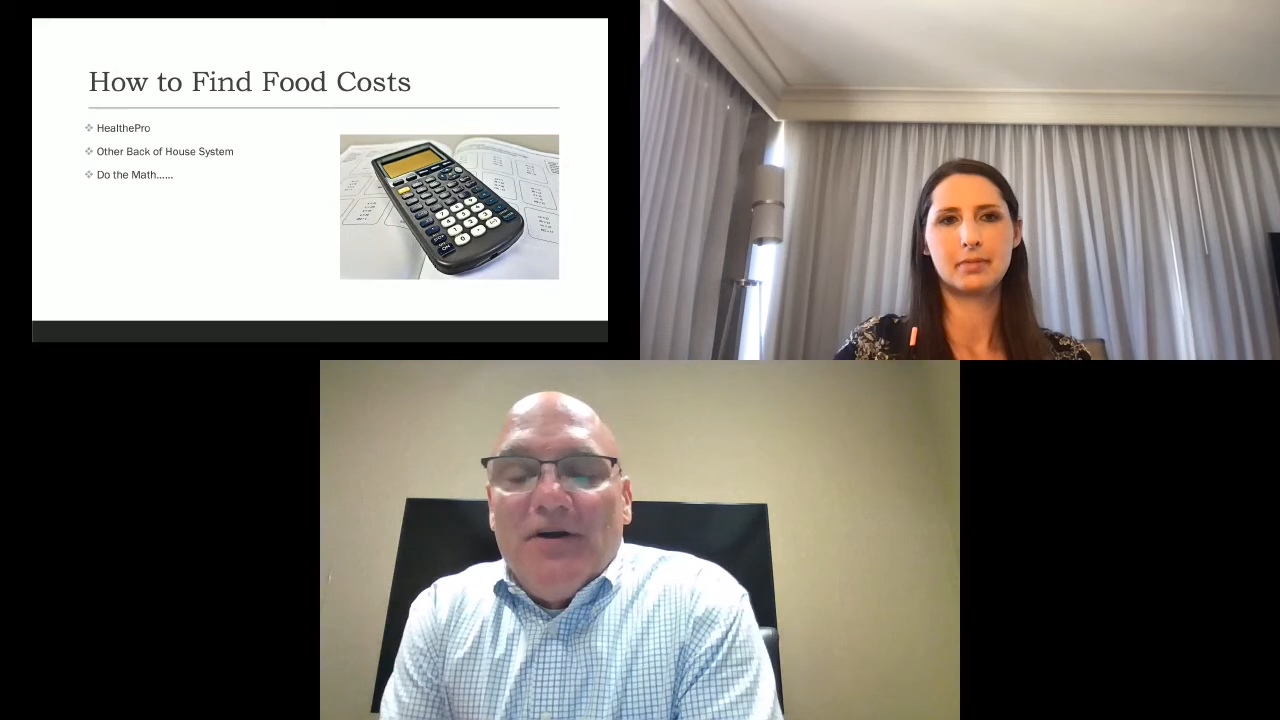 How to Find Food Costs
HealthePro
Other Back of House System
Do the Math......